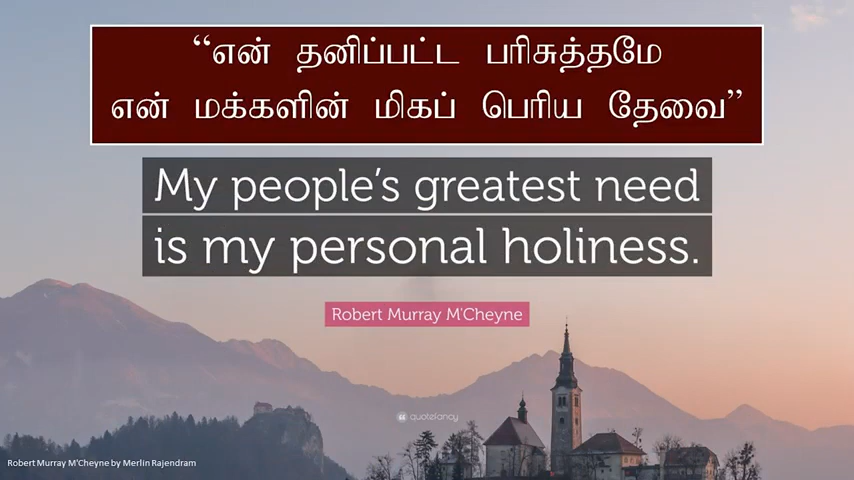 “என் தனிப்பட்ட பரிசுத்தமே
என் மக்களின் மிகப் பெரிய தேவை”
My people’s greatest need
is my personal holiness.
Robert Murray M'Cheyne
quotefancy
Robert Murray M'Cheyne by Merlin Rajendram